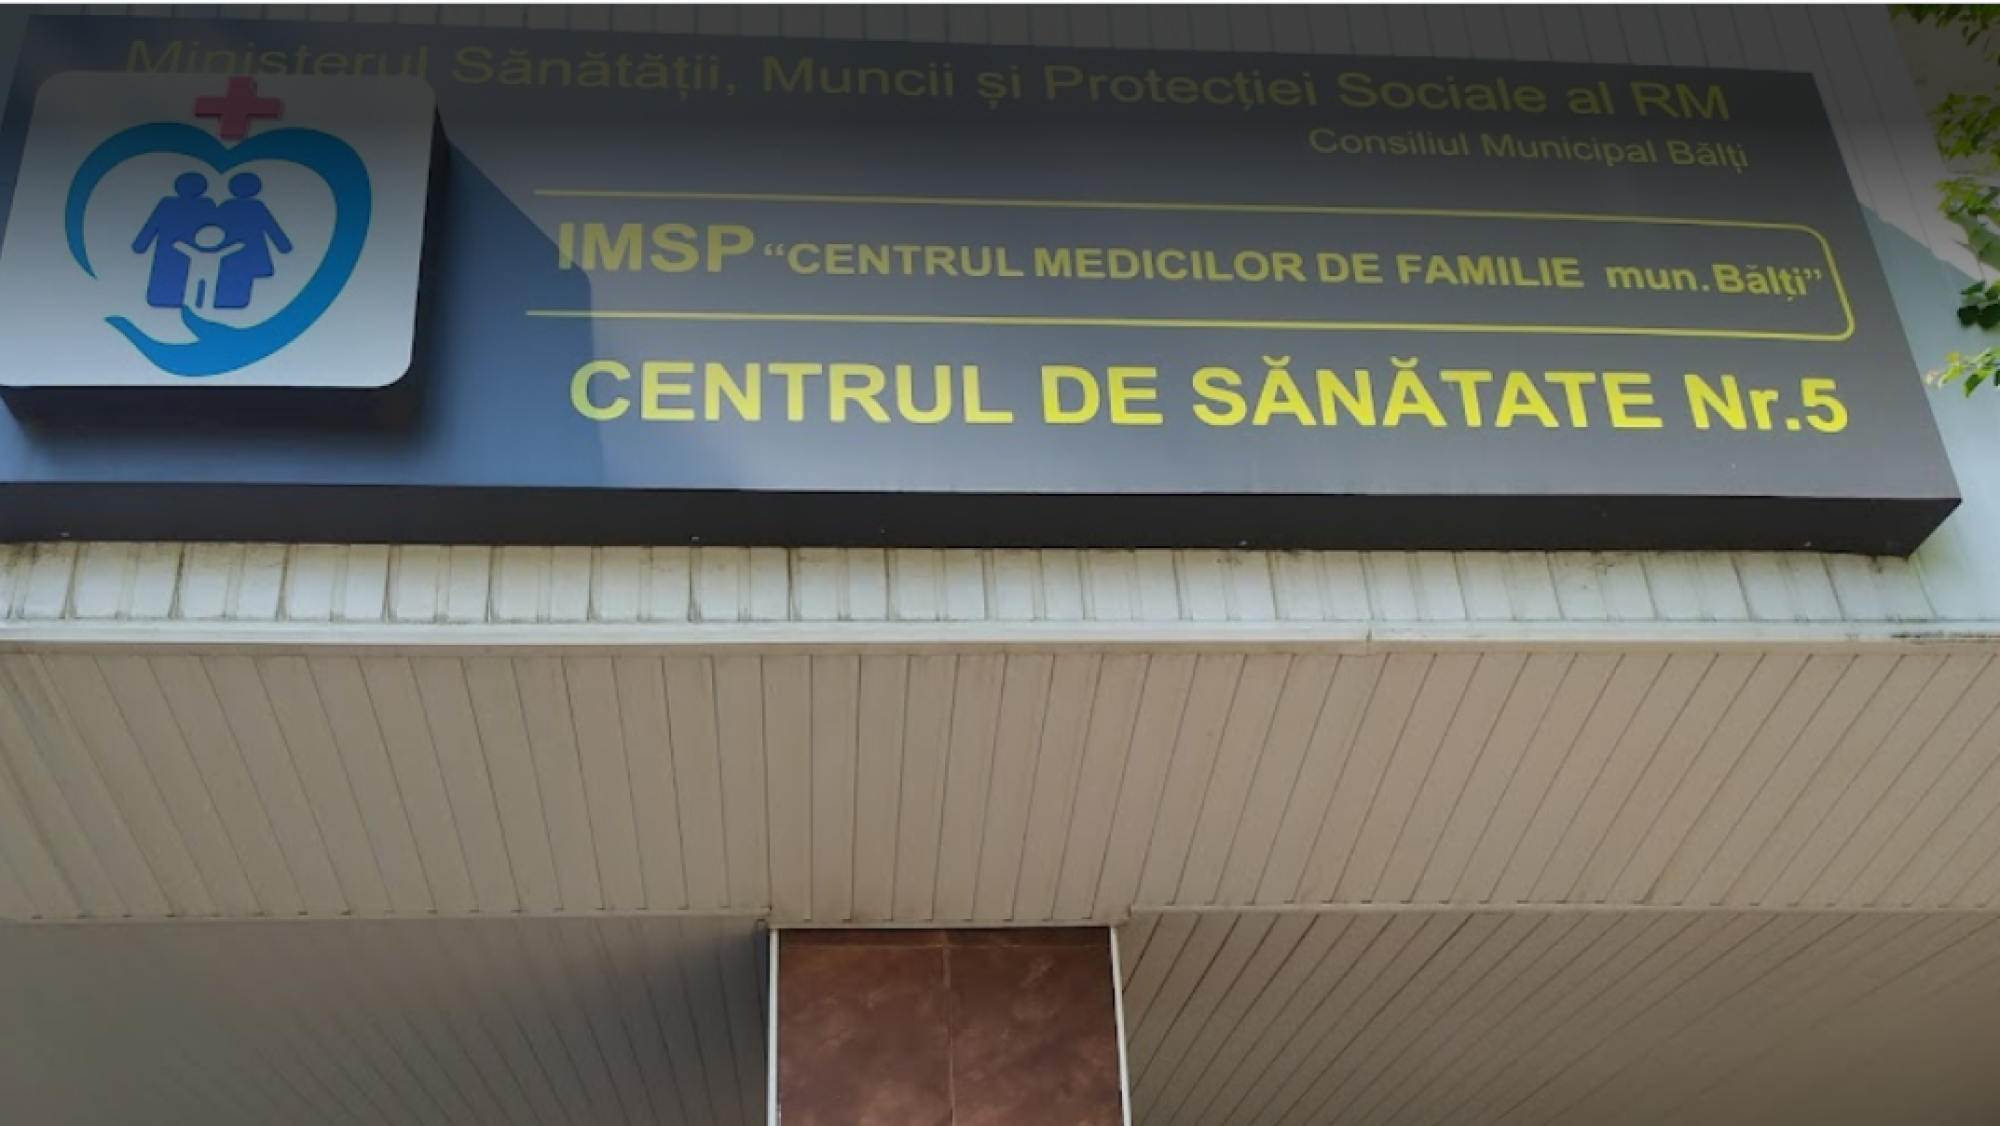 Ministerul Sănătății, Muncii și Protecției Sociale al RM
Consiliul Municipal Bălți
IMSP “CENTRUL MEDICILOR DE FAMILIE mun. Bălți”
CENTRUL DE SĂNĂTATE Nr.5